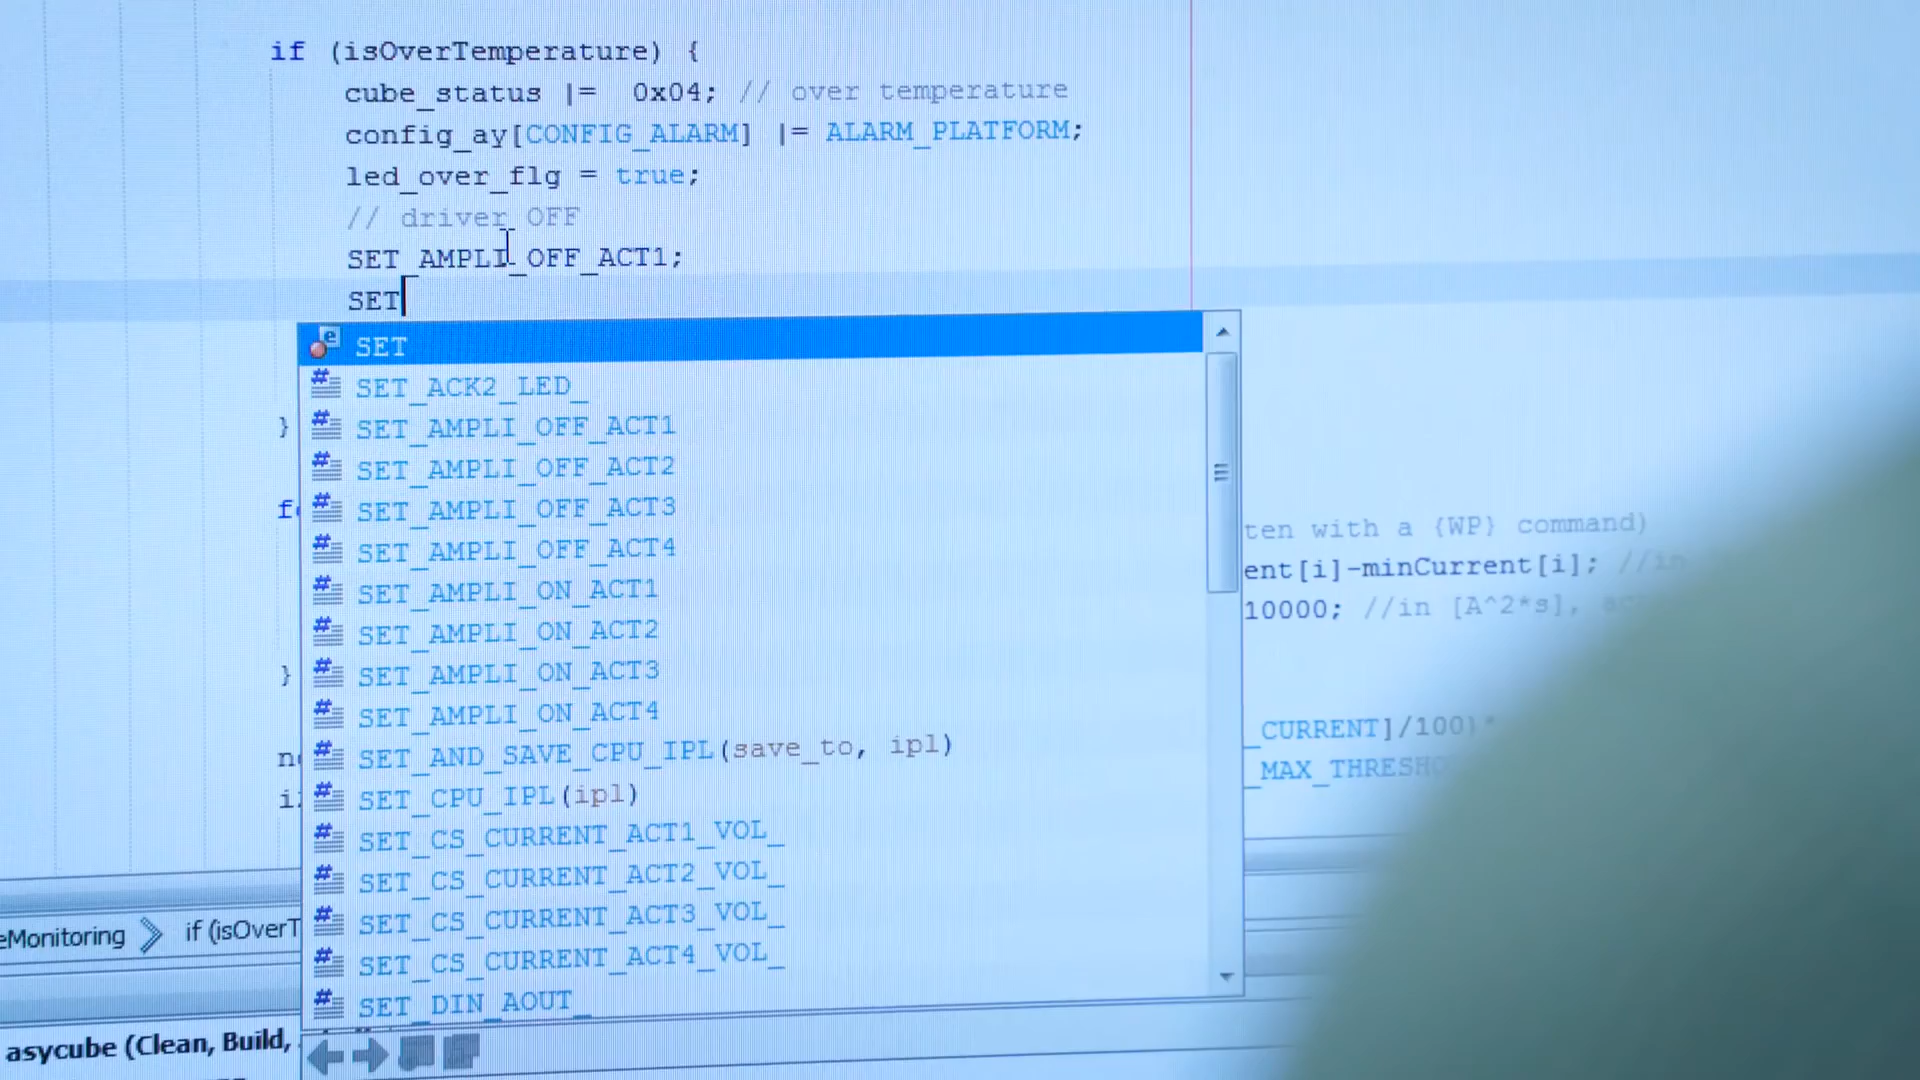 if (isOverTemperature) {
cube_status |= 0x04; // over temperature
config_ay[CONFIG_ALARM] |= ALARM_PLATFORM;
led_over_flg = true;
// driver OFF
SET_AMPLI_OFF_ACT1;
SET
SET
SET_ACK2_LED_
} SET_AMPLI_OFF_ACT1
SET_AMPLI_OFF_ACT2
SET_AMPLI_OFF_ACT3
ten with a {WP} command)
SET_AMPLI_OFF_ACT4
ent[i]-minCurrent[i]; //
SET_AMPLI_ON_ACT1
10000; //in [A^2*s],
SET_AMPLI_ON_ACT2
} SET_AMPLI_ON_ACT3
SET_AMPLI_ON_ACT4
_CURRENT]/100)*
SET_AND_SAVE_CPU_IPL(save_to, ipl)
_MAX_THRESHO
SET_CPU_IPL(ipl)
SET_CS_CURRENT_ACT1_VOL_
SET_CS_CURRENT_ACT2_VOL_
SET_CS_CURRENT_ACT3_VOL_
SET_CS_CURRENT_ACT4_VOL_
SET_DIN_AOUT_
eMonitoring if (isOverT
asycube (Clean, Build,